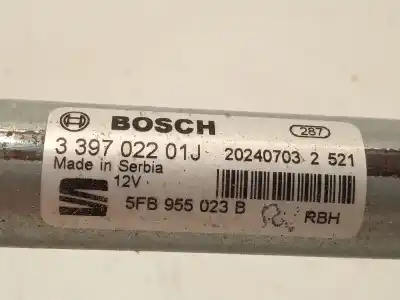 BOSCH 287
3 397 022 01J 20240703 2 521
Made in Serbia
12V
5FB 955 023 B RBH